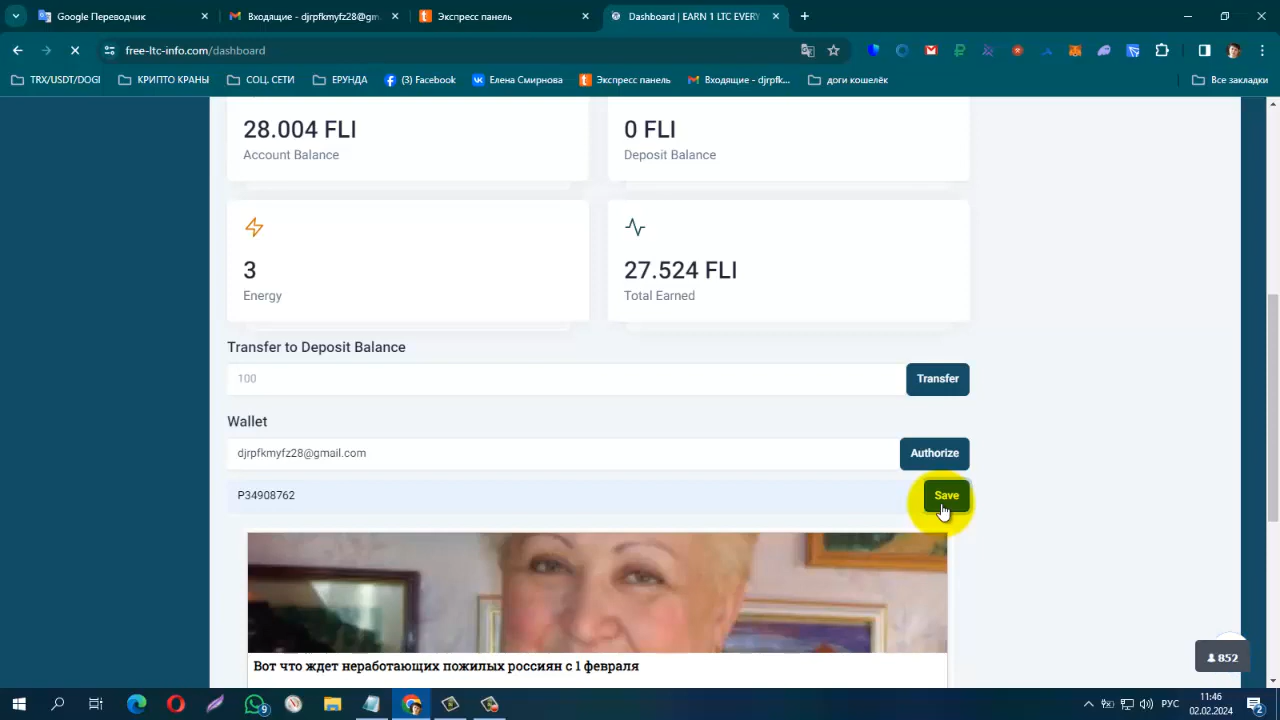 Google Переводчик
Входящие - djrpfkmyfz28@gm
Экспресс панель
Dashboard | EARN 1 LTC EVERY
free-ltc-info.com/dashboard
TRX/USDT/DOGI
КРИПТО КРАНЫ
СОЦ. СЕТИ
ЕРУНДА
(3) Facebook
Елена Смирнова
Экспресс панель
Входящие - djrpfk...
доги кошелёк
Все закладки
28.004 FLI
Account Balance
0 FLI
Deposit Balance
3
Energy
27.524 FLI
Total Earned
Transfer to Deposit Balance
100
Transfer
Wallet
djrpfkmyfz28@gmail.com
Authorize
P34908762
Save
Вот что ждет неработающих пожилых россиян с 1 февраля
852
9
РУС
11:46
02.02.2024
2